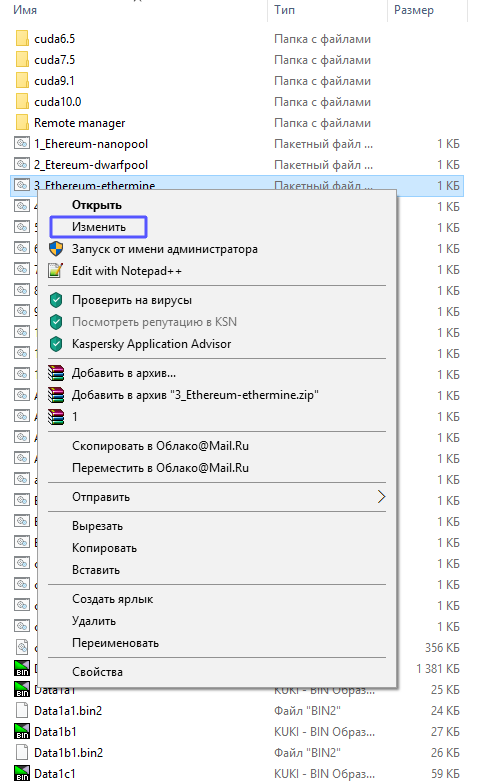 Имя Тип Размер
cuda6.5 Папка с файлами
cuda7.5 Папка с файлами
cuda9.1 Папка с файлами
cuda10.0 Папка с файлами
Remote manager Папка с файлами
1_Ehereum-nanopool Пакетный файл ... 1 КБ
2_Etereum-dwarfpool Пакетный файл ... 1 КБ
3_Ethereum-ethermine Пакетный файл ... 1 КБ
Открыть 1 КБ
Изменить 1 КБ
Запуск от имени администратора 1 КБ
Edit with Notepad++ 1 КБ
Проверить на вирусы 1 КБ
Посмотреть репутацию в KSN 1 КБ
Kaspersky Application Advisor 1 КБ
Добавить в архив... 1 КБ
Добавить в архив "3_Ethereum-ethermine.zip" 1 КБ
1 1 КБ
Скопировать в Облако@Mail.Ru 1 КБ
Переместить в Облако@Mail.Ru 1 КБ
Отправить 1 КБ
Вырезать 1 КБ
Копировать 1 КБ
Вставить 1 КБ
Создать ярлык 1 КБ
Удалить 1 КБ
Переименовать 356 КБ
Свойства 1 381 КБ
Data1a1 KUKI - BIN Образ... 25 КБ
Data1a1.bin2 Файл "BIN2" 24 КБ
Data1b1 KUKI - BIN Образ... 27 КБ
Data1b1.bin2 Файл "BIN2" 26 КБ
Data1c1 KUKI - BIN Образ... 59 КБ